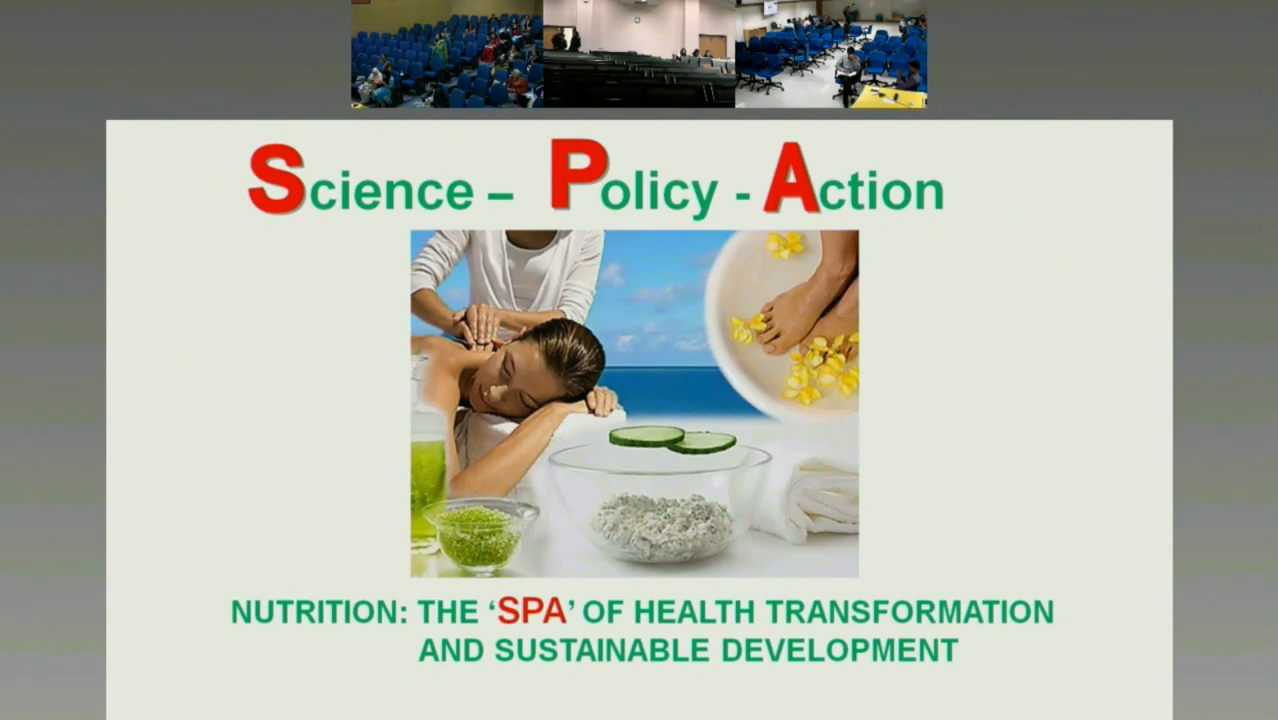 Science – Policy - Action
NUTRITION: THE ‘SPA’ OF HEALTH TRANSFORMATION
AND SUSTAINABLE DEVELOPMENT